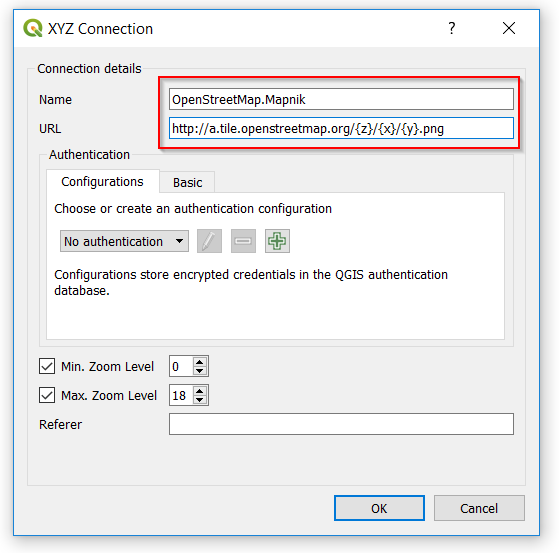 XYZ Connection
Connection details
Name OpenStreetMap.Mapnik
URL http://a.tile.openstreetmap.org/{z}/{x}/{y}.png
Authentication
Configurations Basic
Choose or create an authentication configuration
No authentication
Configurations store encrypted credentials in the QGIS authentication
database.
Min. Zoom Level 0
Max. Zoom Level 18
Referer
OK Cancel